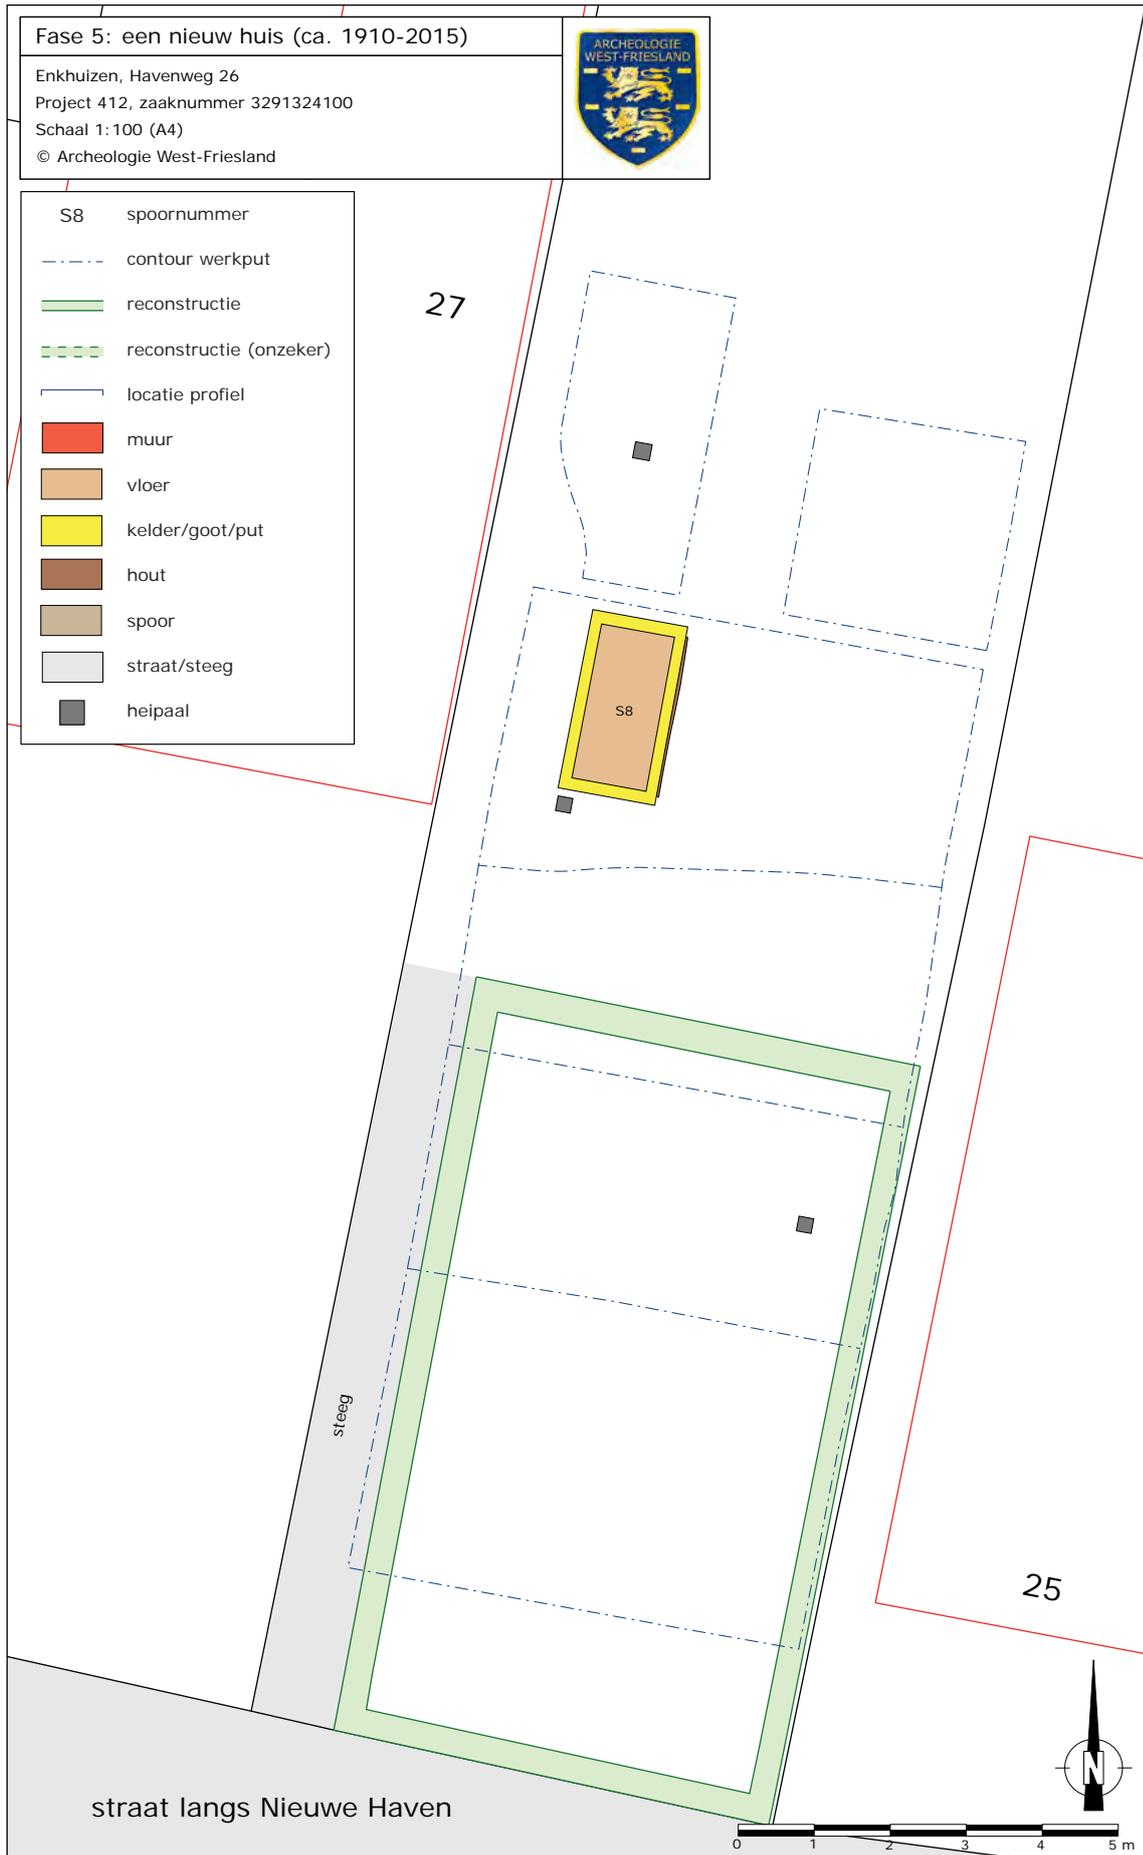 Fase 5: een nieuw huis (ca. 1910-2015)
Enkhuizen, Havenweg 26
Project 412, zaaknummer 3291324100
Schaal 1:100 (A4)
© Archeologie West-Friesland
ARCHEOLOGIE
WEST-FRIESLAND
S8 spoornummer
contour werkput
reconstructie
reconstructie (onzeker)
locatie profiel
muur
vloer
kelder/goot/put
hout
spoor
straat/steeg
heipaal
27
S8
steeg
25
N
straat langs Nieuwe Haven
0 1 2 3 4 5 m